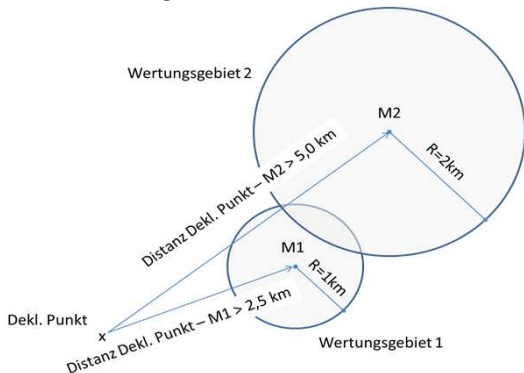 Wertungsgebiet 2
M2
R=2km
Distanz Dekl. Punkt – M2 > 5,0 km
M1
R=1km
Dekl. Punkt
x
Distanz Dekl. Punkt – M1 > 2,5 km
Wertungsgebiet 1